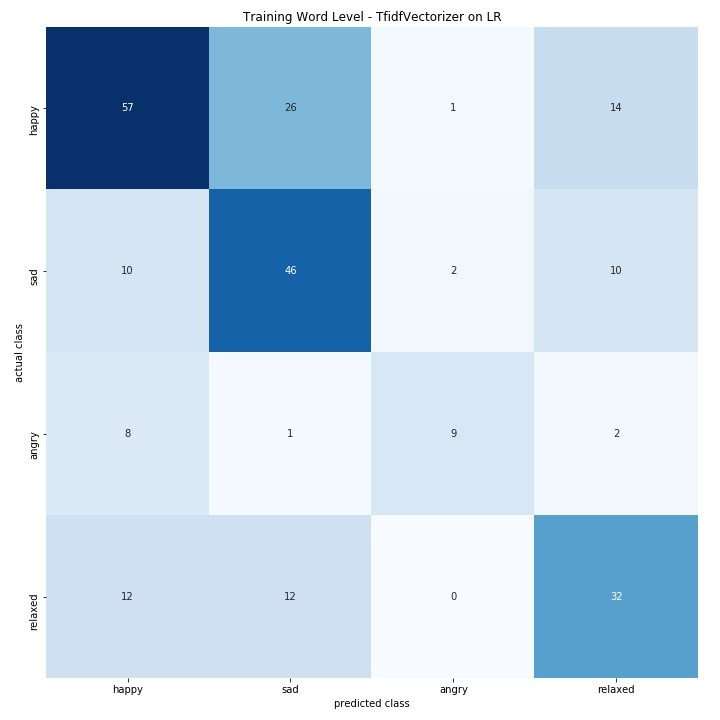 Training Word Level - TfidfVectorizer on LR
happy 57 26 1 14
sad 10 46 2 10
actual class
angry 8 1 9 2
relaxed 12 12 0 32
happy sad angry relaxed
predicted class